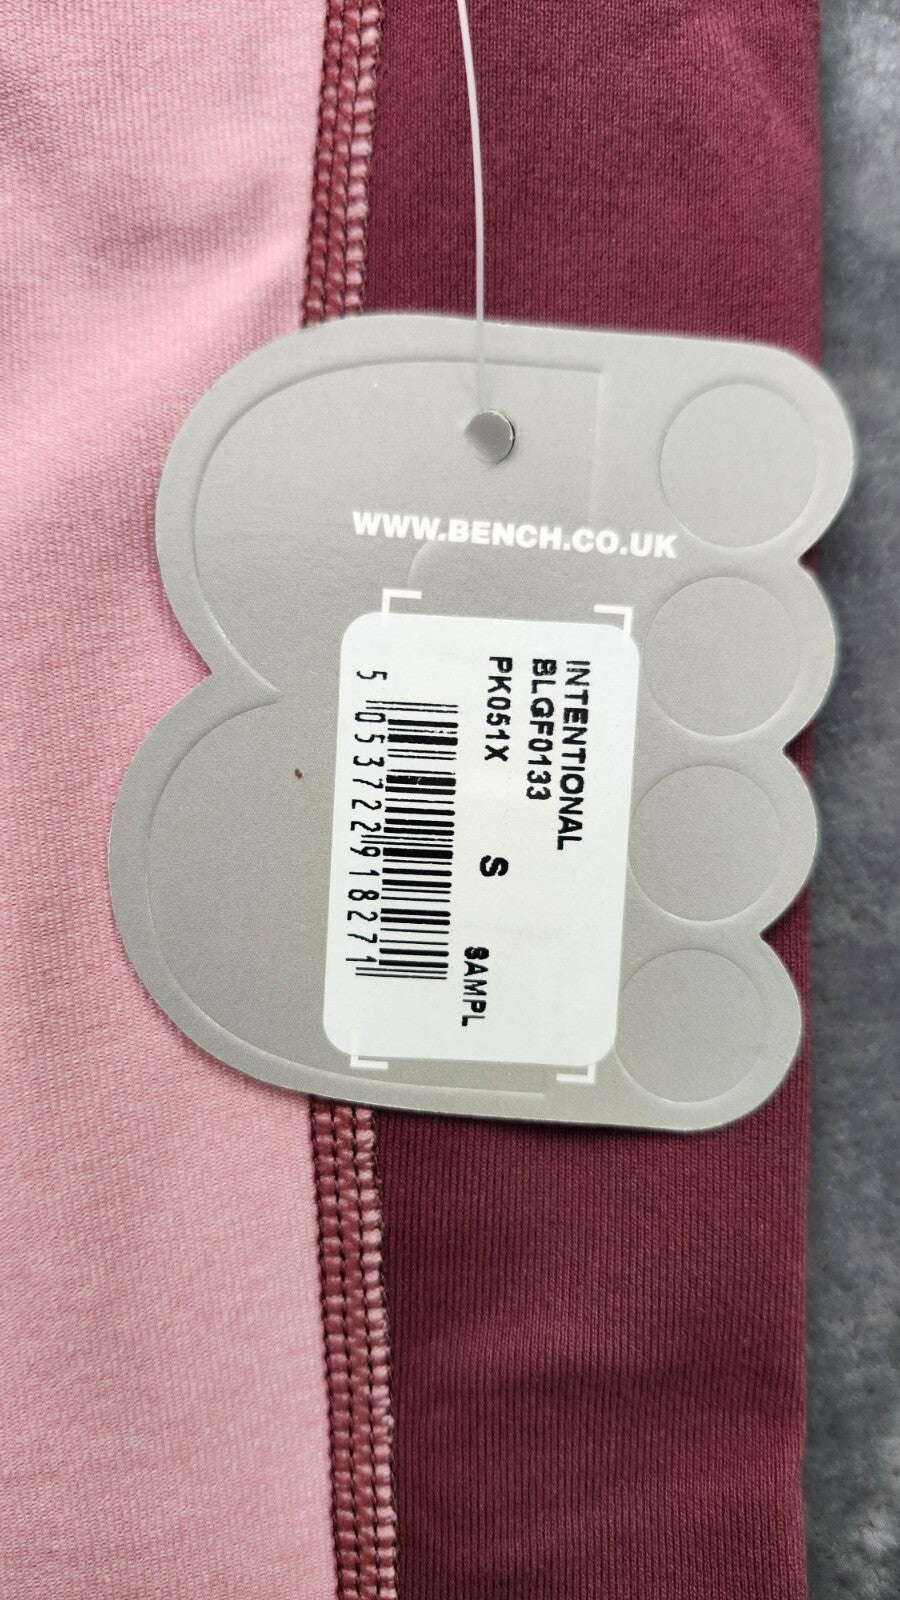 WWW.BENCH.CO.UK
INTENTIONAL
BLGF0133
PK051X S SAMPL
5 053722 918271